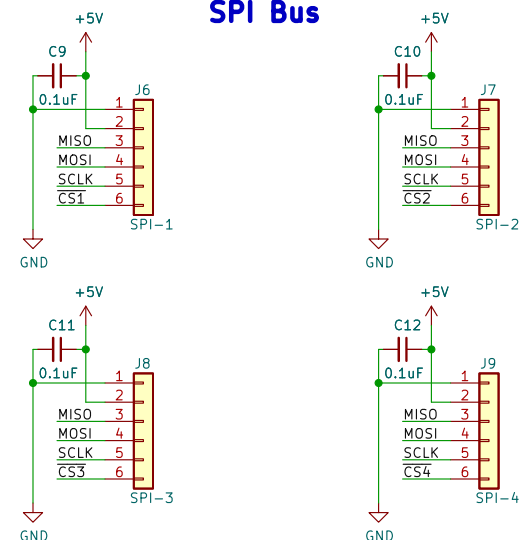 SPI Bus
+5V
C9
0.1uF
J6
1
2
MISO 3
MOSI 4
SCLK 5
CS1 6
SPI-1
GND
+5V
C10
0.1uF
J7
1
2
MISO 3
MOSI 4
SCLK 5
CS2 6
SPI-2
GND
+5V
C11
0.1uF
J8
1
2
MISO 3
MOSI 4
SCLK 5
CS3 6
SPI-3
GND
+5V
C12
0.1uF
J9
1
2
MISO 3
MOSI 4
SCLK 5
CS4 6
SPI-4
GND